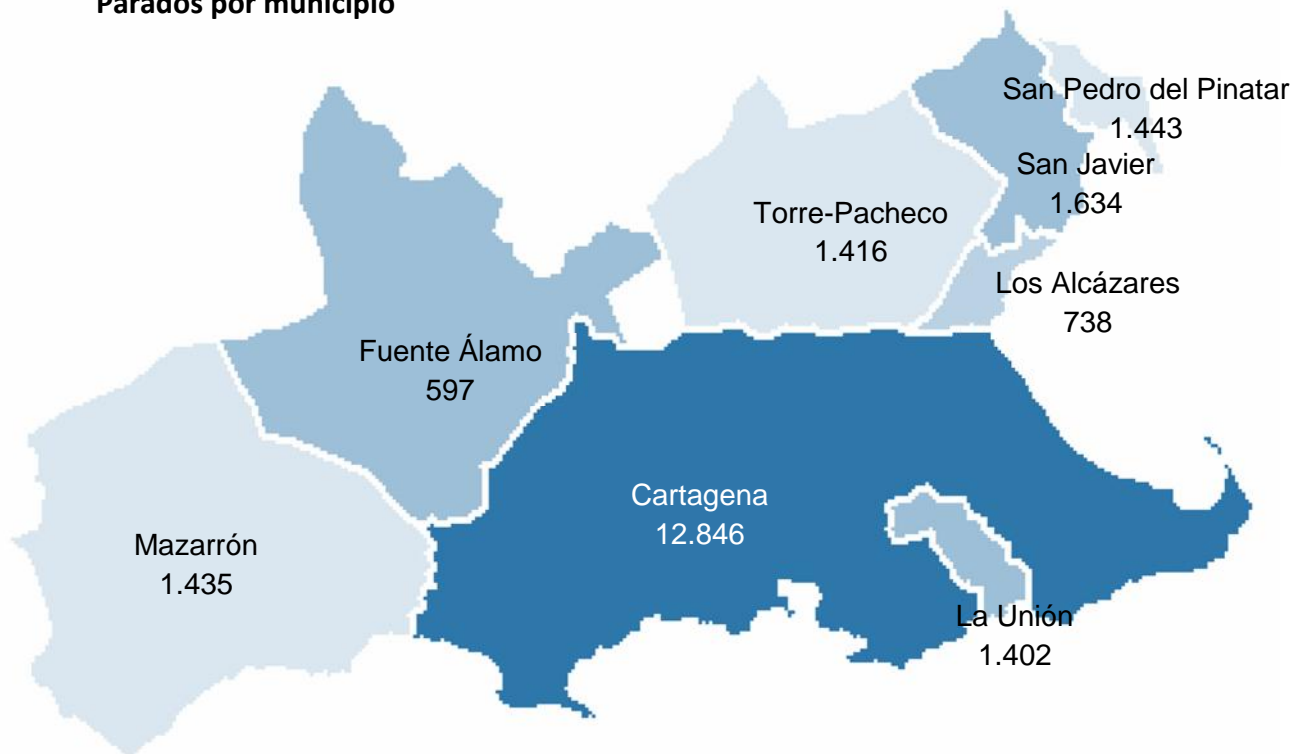 Parados por municipio
San Pedro del Pinatar
1.443
San Javier
1.634
Torre-Pacheco
1.416
Los Alcázares
738
Fuente Álamo
597
Cartagena
12.846
Mazarrón
1.435
La Unión
1.402